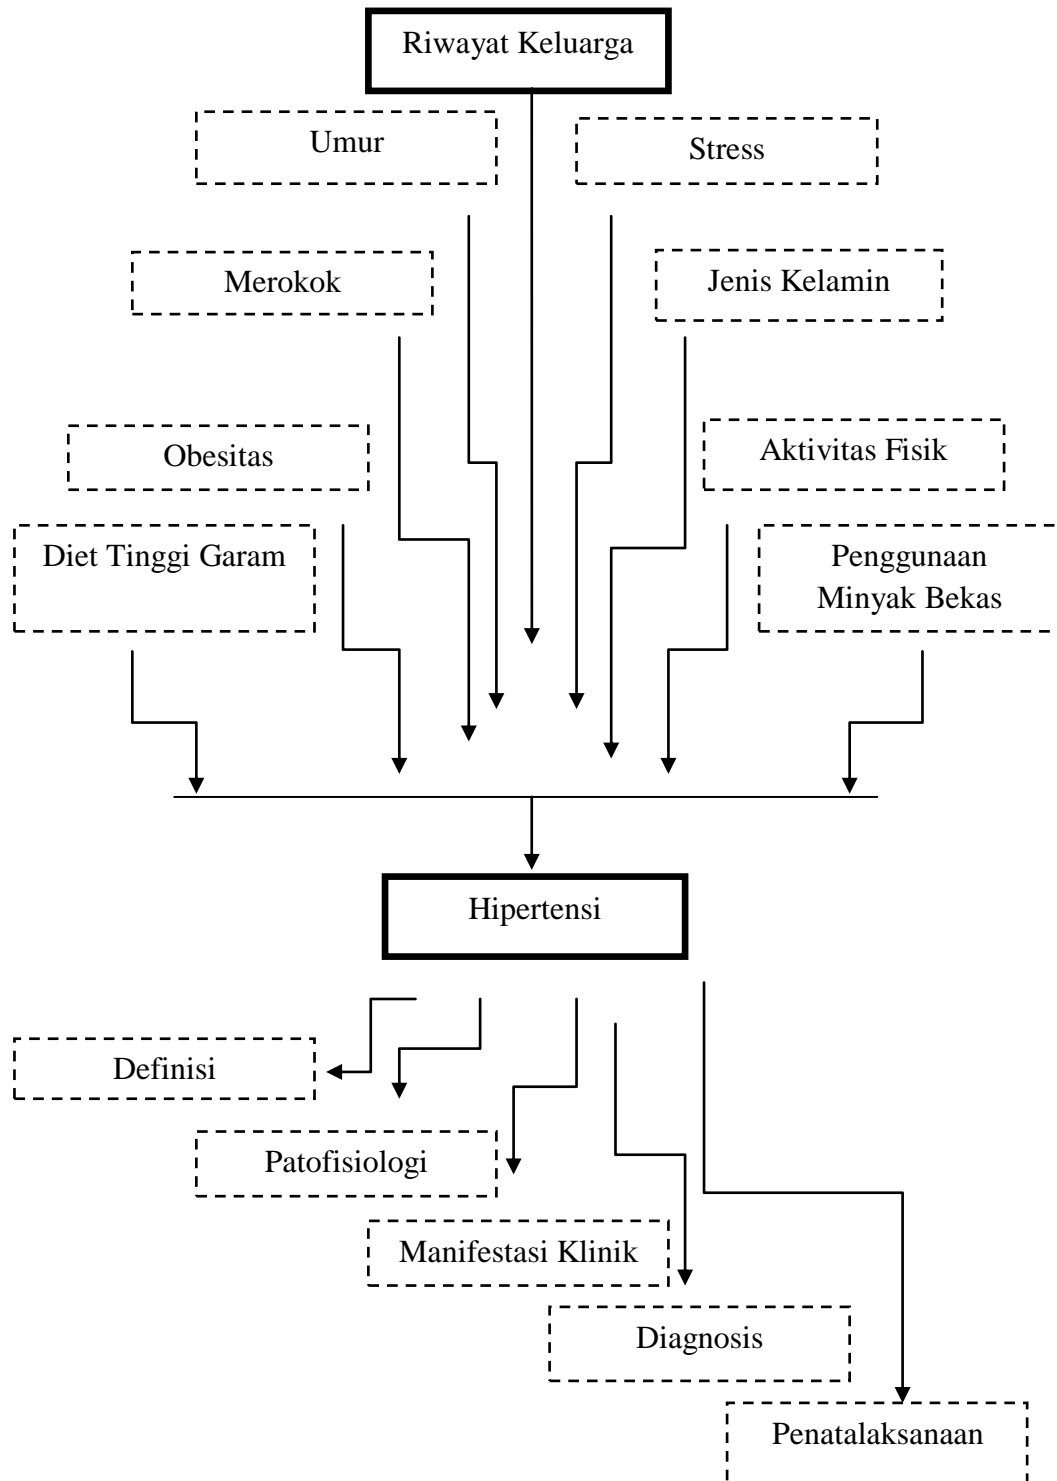 Riwayat Keluarga
Umur
Stress
Merokok
Jenis Kelamin
Obesitas
Aktivitas Fisik
Diet Tinggi Garam
Penggunaan
Minyak Bekas
Hipertensi
Definisi
Patofisiologi
Manifestasi Klinik
Diagnosis
Penatalaksanaan